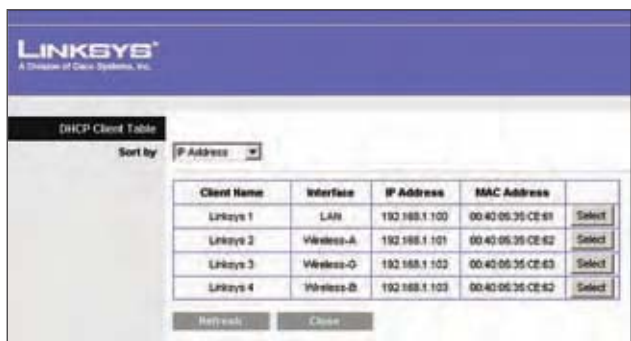 LINKSYS®
A Division of Cisco Systems, Inc.
DHCP Client Table
Sort by IP Address
Client Name Interface IP Address MAC Address
Linksys 1 LAN 192.168.1.100 00:40:05:35:CE:61 Select
Linksys 2 Wireless-A 192.168.1.101 00:40:05:35:CE:62 Select
Linksys 3 Wireless-G 192.168.1.102 00:40:05:35:CE:63 Select
Linksys 4 Wireless-B 192.168.1.103 00:40:05:35:CE:62 Select
Refresh Close